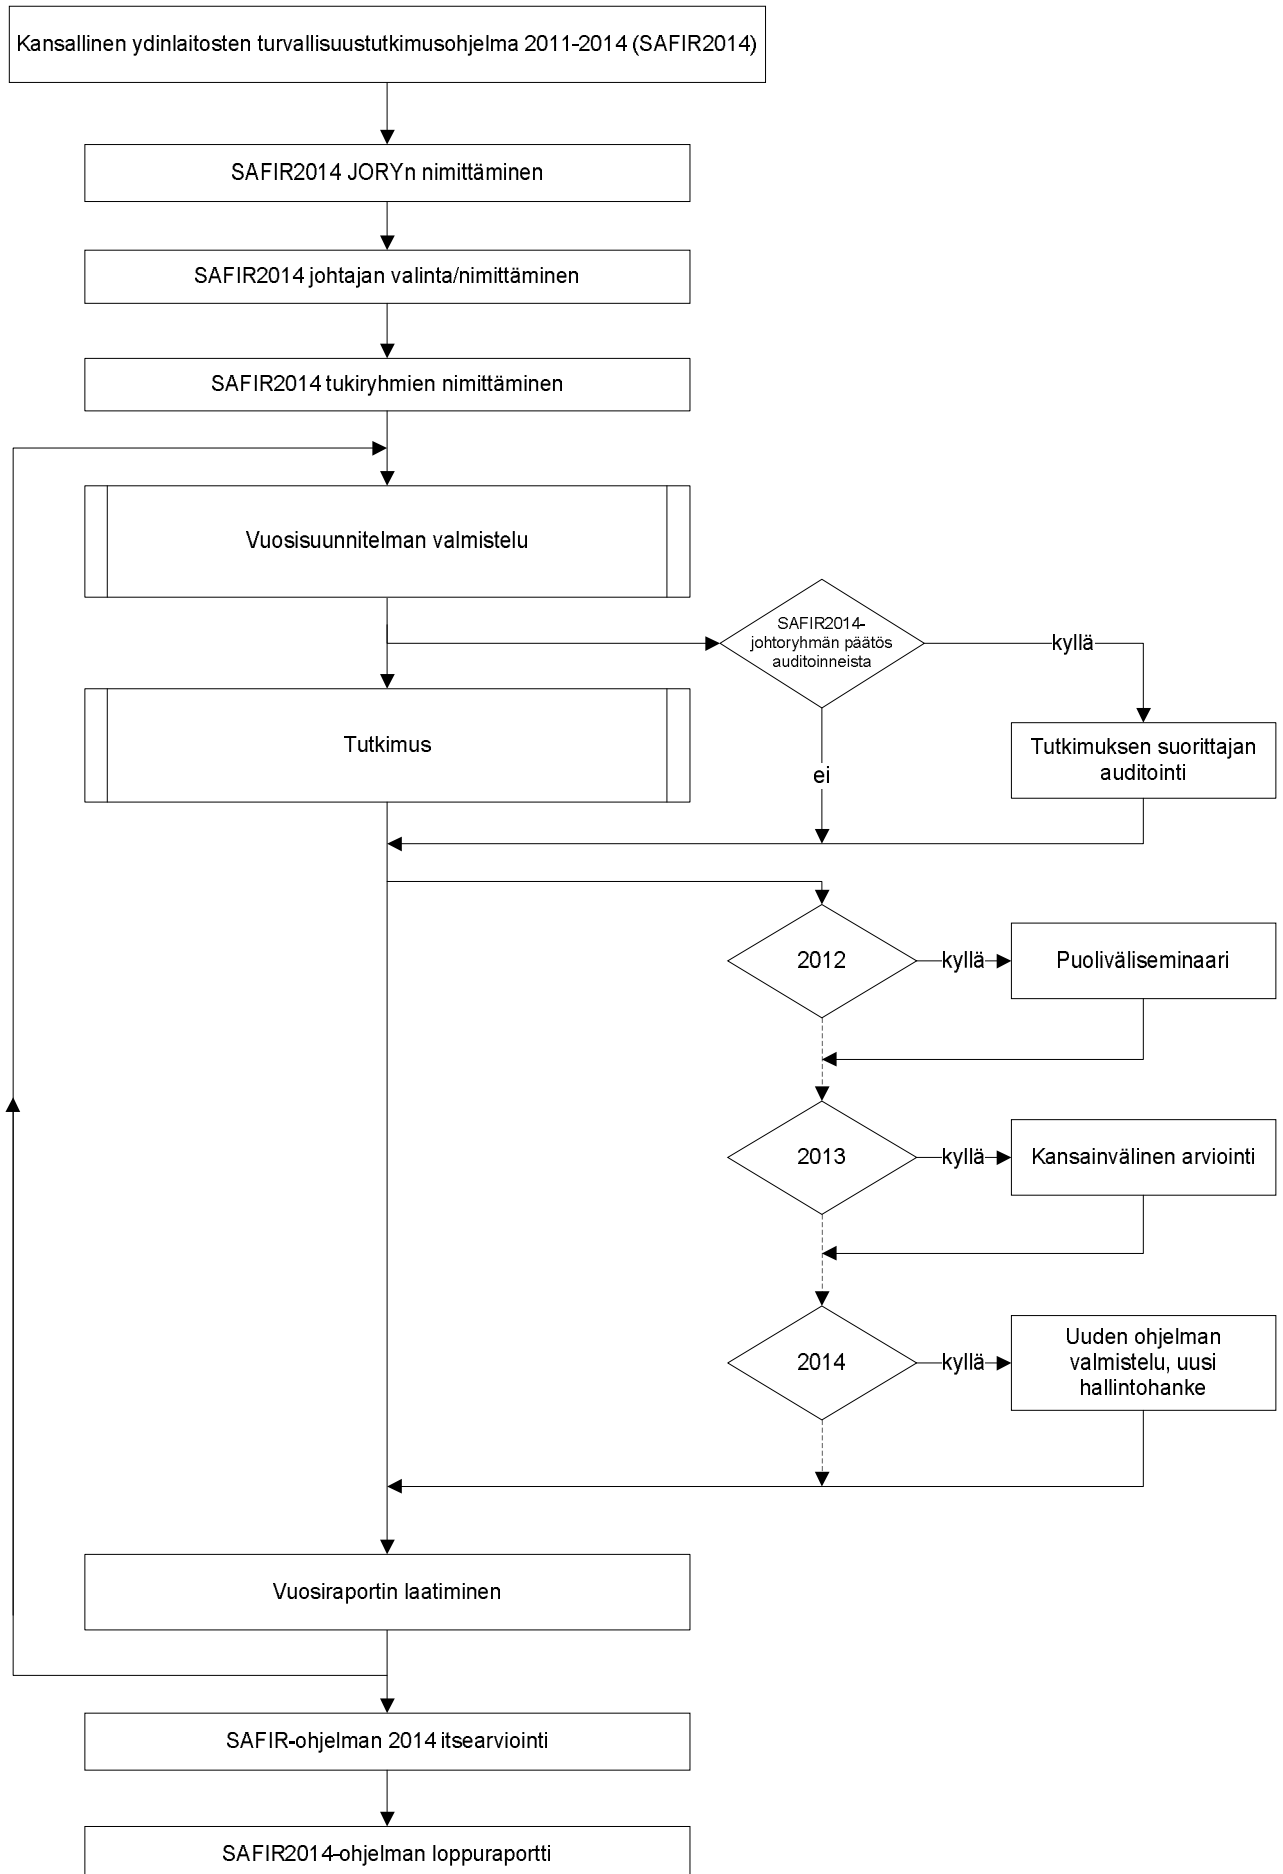 Kansallinen ydinlaitosten turvallisuustutkimusohjelma 2011-2014 (SAFIR2014)
SAFIR2014 JORYn nimittäminen
SAFIR2014 johtajan valinta/nimittäminen
SAFIR2014 tukiryhmien nimittäminen
Vuosisuunnitelman valmistelu
SAFIR2014-
johtoryhmän päätös
auditoinneista
kyllä
Tutkimus
Tutkimuksen suorittajan
auditointi
ei
2012
kyllä
Puoliväliseminaari
2013
kyllä
Kansainvälinen arviointi
2014
kyllä
Uuden ohjelman
valmistelu, uusi
hallintohanke
Vuosiraportin laatiminen
SAFIR-ohjelman 2014 itsearviointi
SAFIR2014-ohjelman loppuraportti